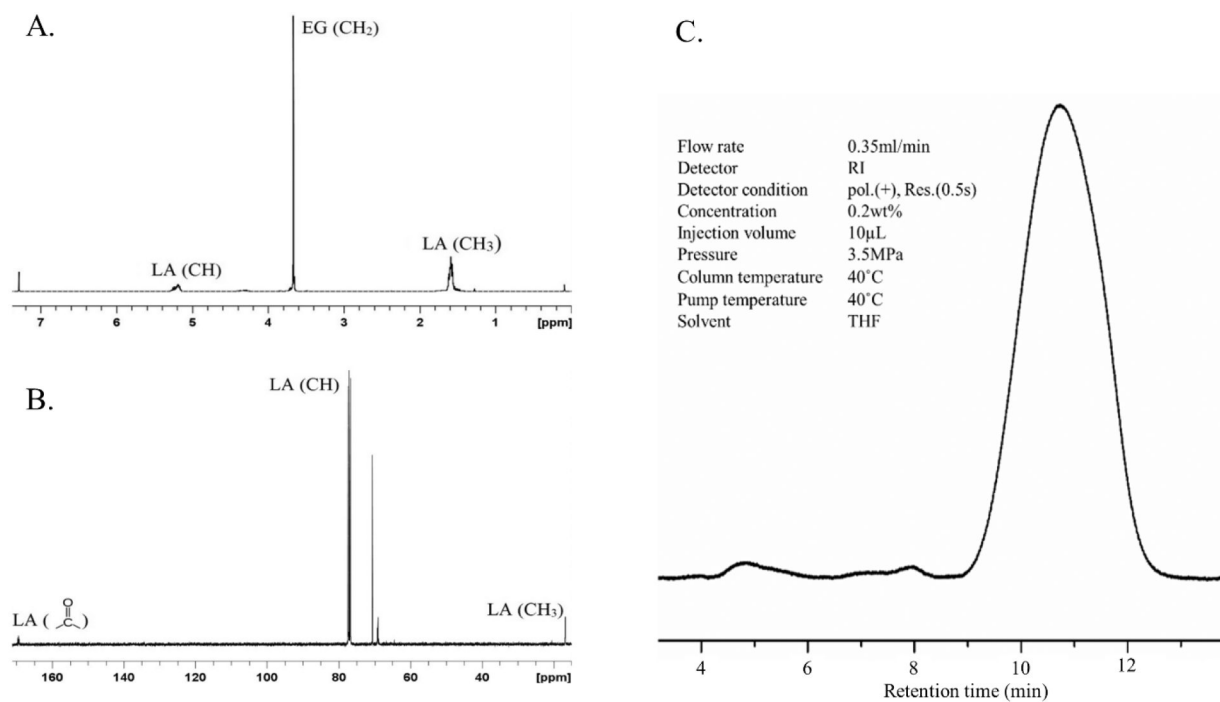 A.
EG (CH₂)
LA (CH)
LA (CH₃)
7 6 5 4 3 2 1 [ppm]
B.
LA (CH)
LA ( O C )
LA (CH₃)
160 140 120 100 80 60 40 [ppm]
C.
Flow rate 0.35ml/min
Detector RI
Detector condition pol.(+), Res.(0.5s)
Concentration 0.2wt%
Injection volume 10μL
Pressure 3.5MPa
Column temperature 40˚C
Pump temperature 40˚C
Solvent THF
4 6 8 10 12
Retention time (min)